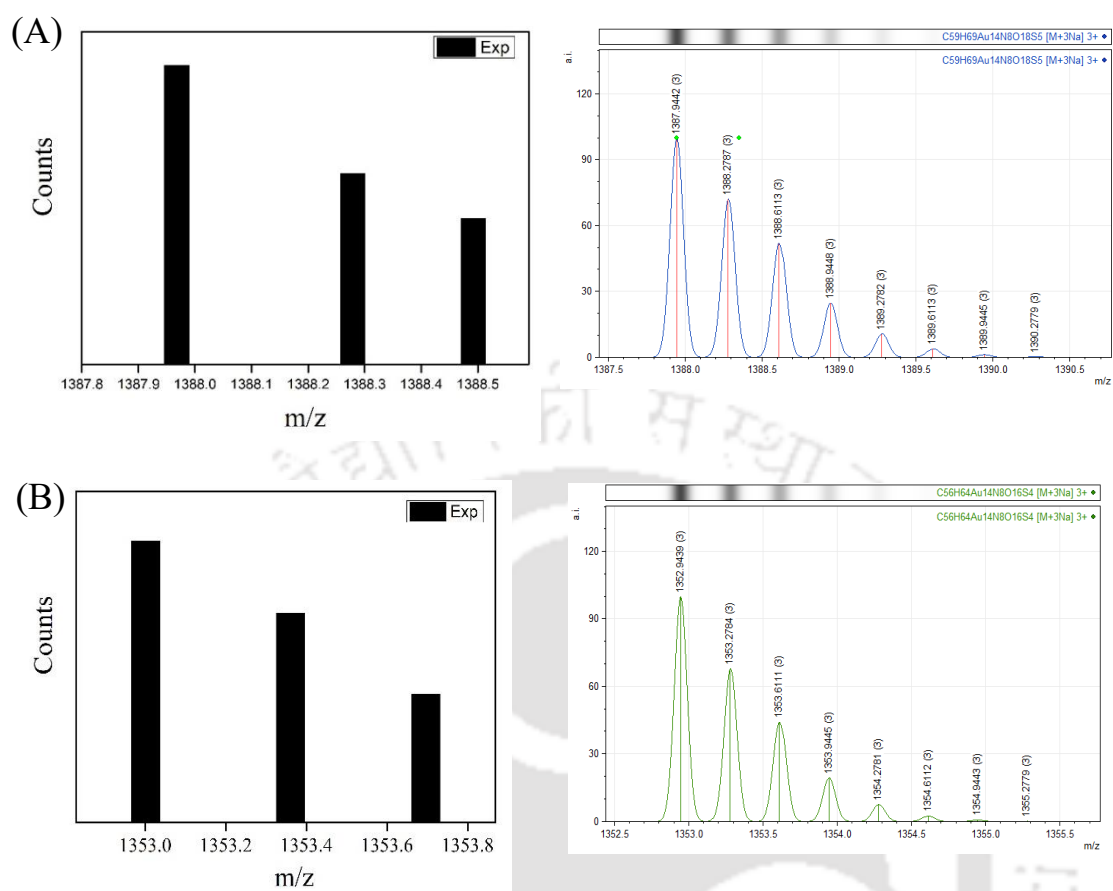 (A)
Exp
Counts
1387.8 1387.9 1388.0 1388.1 1388.2 1388.3 1388.4 1388.5
m/z
C59H69Au14N8O18S5 [M+3Na] 3+
C59H69Au14N8O18S5 [M+3Na] 3+
a.i.
120
90
60
30
0
1387.9442 (3)
1388.2787 (3)
1388.6113 (3)
1388.9448 (3)
1389.2782 (3)
1389.6113 (3)
1389.9445 (3)
1390.2779 (3)
1387.5 1388.0 1388.5 1389.0 1389.5 1390.0 1390.5
m/z
(B)
Exp
Counts
1353.0 1353.2 1353.4 1353.6 1353.8
m/z
C56H64Au14N8O16S4 [M+3Na] 3+
C56H64Au14N8O16S4 [M+3Na] 3+
a.i.
120
90
60
30
0
1352.9439 (3)
1353.2784 (3)
1353.6111 (3)
1353.9445 (3)
1354.2781 (3)
1354.6112 (3)
1354.9443 (3)
1355.2779 (3)
1352.5 1353.0 1353.5 1354.0 1354.5 1355.0 1355.5
m/z